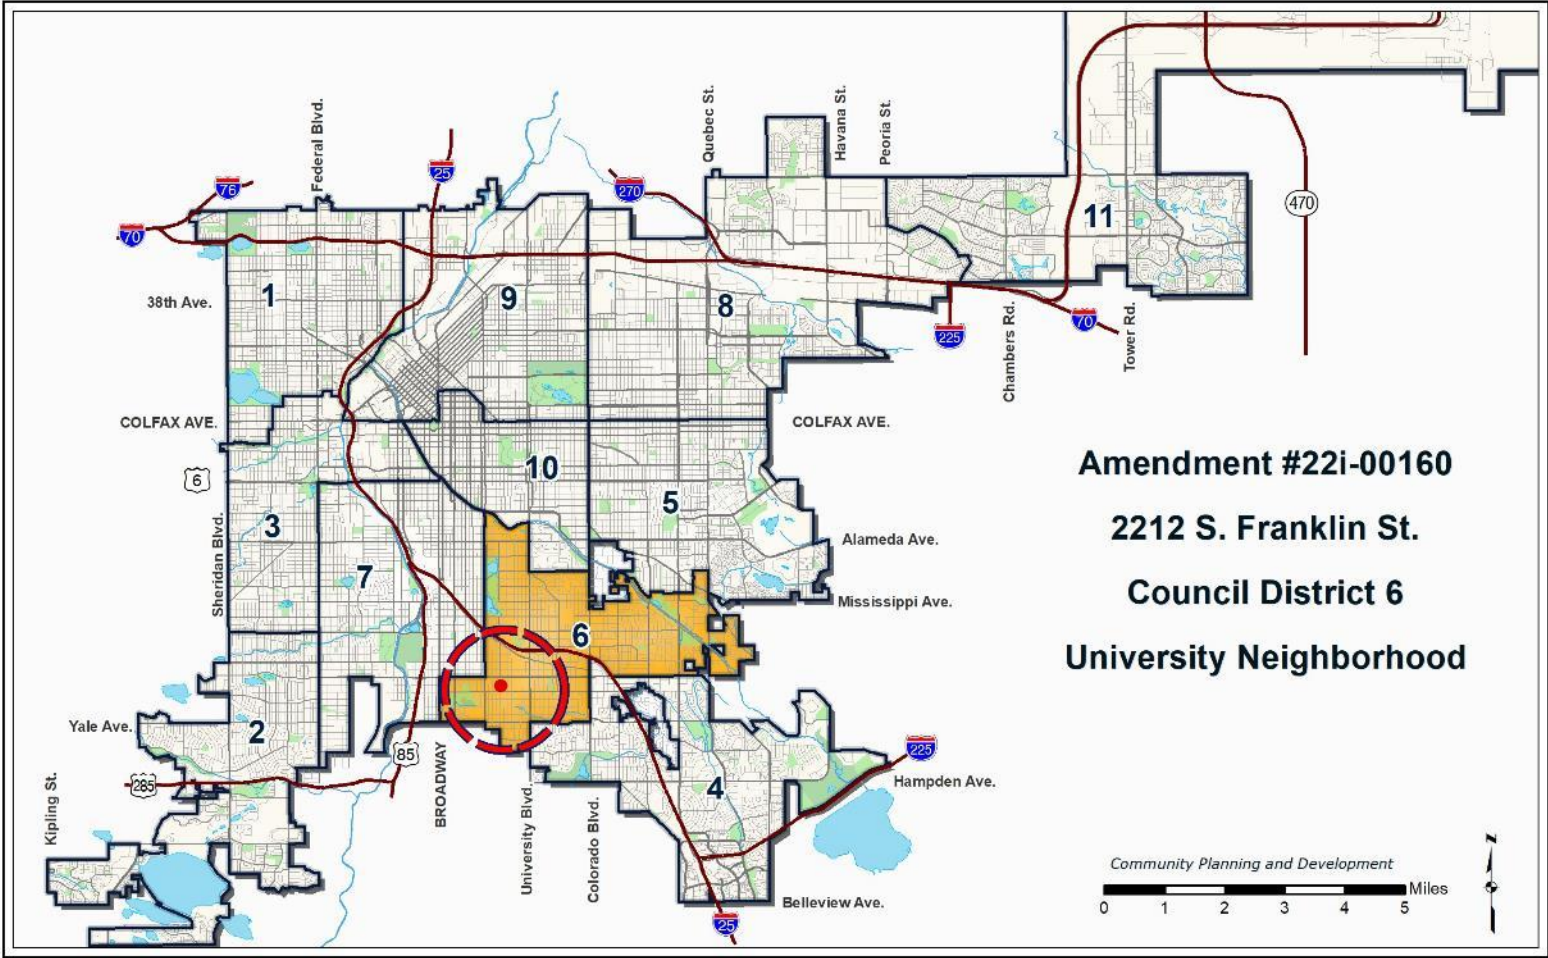 Federal Blvd.
Quebec St.
Havana St.
Peoria St.
76
25
270
70
470
11
38th Ave.
1
9
8
225
70
Chambers Rd.
Tower Rd.
COLFAX AVE.
COLFAX AVE.
6
10
5
3
Sheridan Blvd.
7
Alameda Ave.
Mississippi Ave.
6
Amendment #22i-00160
2212 S. Franklin St.
Council District 6
University Neighborhood
Yale Ave.
2
85
BROADWAY
285
Kipling St.
University Blvd.
Colorado Blvd.
4
225
Hampden Ave.
Belleview Ave.
25
Community Planning and Development
Miles
0 1 2 3 4 5
N